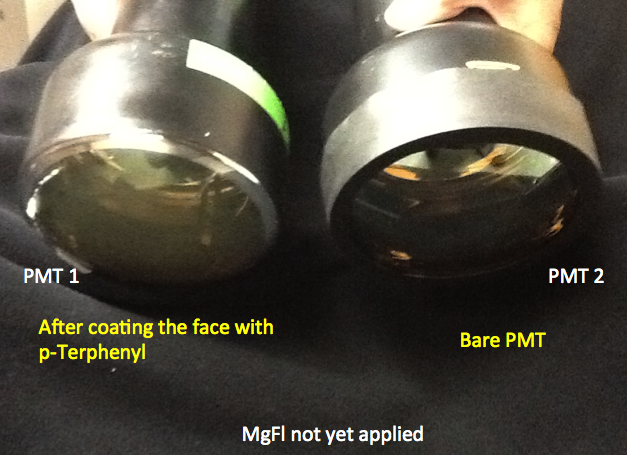 PMT 1
PMT 2
After coating the face with
p-Terphenyl
Bare PMT
MgFl not yet applied